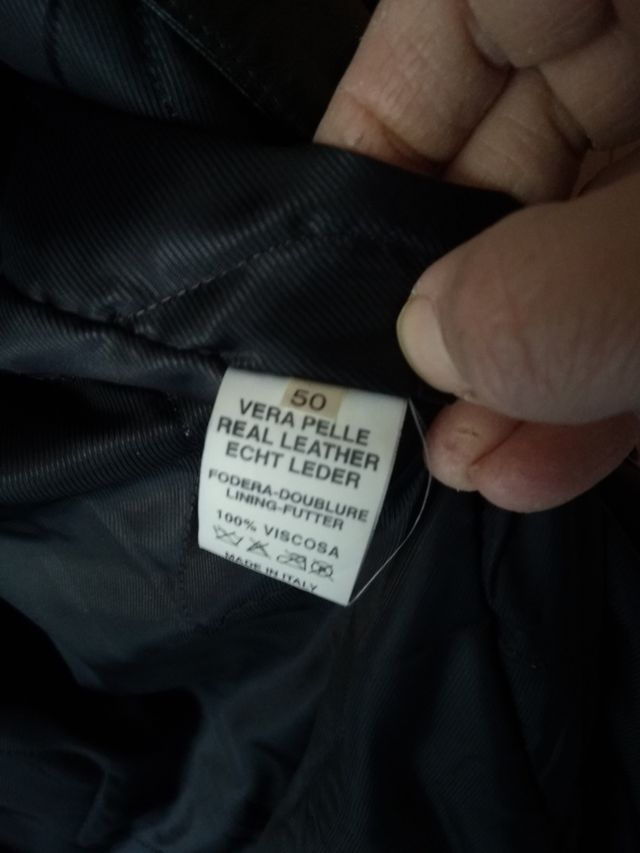 50
VERA PELLE
REAL LEATHER
ECHT LEDER
FODERA-DOUBLURE
LINING-FUTTER
100% VISCOSA
MADE IN ITALY